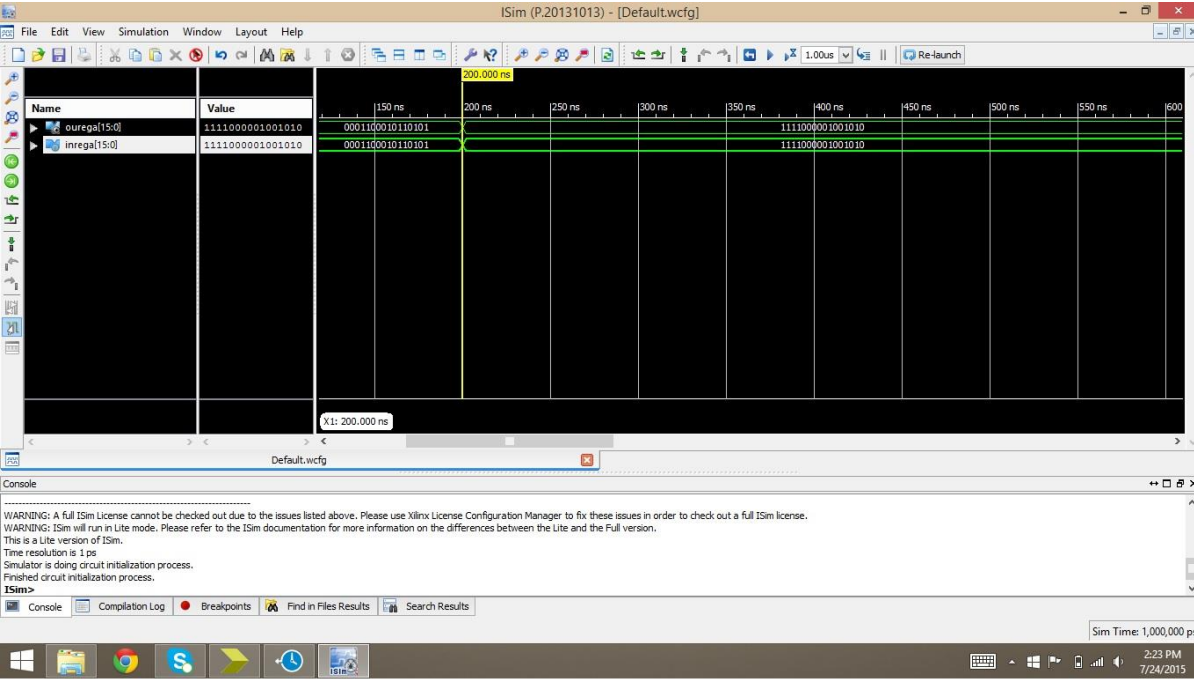 ISim (P.20131013) - [Default.wcfg]
File Edit View Simulation Window Layout Help
1.00us Re-launch
200.000 ns
Name Value
150 ns 200 ns 250 ns 300 ns 350 ns 400 ns 450 ns 500 ns 550 ns 600
ourega[15:0] 1111000001001010 0001100010110101 1111000001001010
inrega[15:0] 1111000001001010 0001100010110101 1111000001001010
X1: 200.000 ns
Default.wcfg
Console
WARNING: A full ISim License cannot be checked out due to the issues listed above. Please use Xilinx License Configuration Manager to fix these issues in order to check out a full ISim license.
WARNING: ISim will run in Lite mode. Please refer to the ISim documentation for more information on the differences between the Lite and the Full version.
This is a Lite version of ISim.
Time resolution is 1 ps
Simulator is doing circuit initialization process.
Finished circuit initialization process.
ISim>
Console Compilation Log Breakpoints Find in Files Results Search Results
Sim Time: 1,000,000 ps
ISim
2:23 PM
7/24/2015